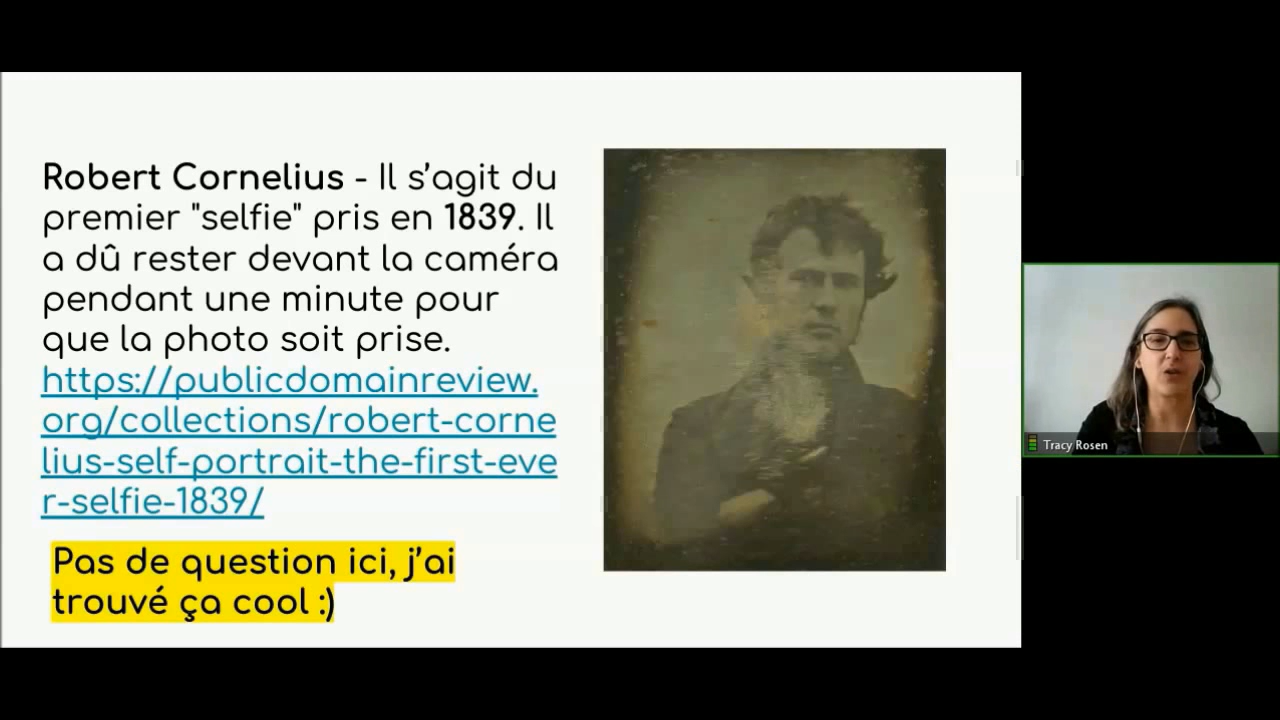 Robert Cornelius - Il s'agit du
premier "selfie" pris en 1839. Il
a dû rester devant la caméra
pendant une minute pour
que la photo soit prise.
https://publicdomainreview.
org/collections/robert-corne
lius-self-portrait-the-first-eve
r-selfie-1839/
Pas de question ici, j'ai
trouvé ça cool :)
Tracy Rosen